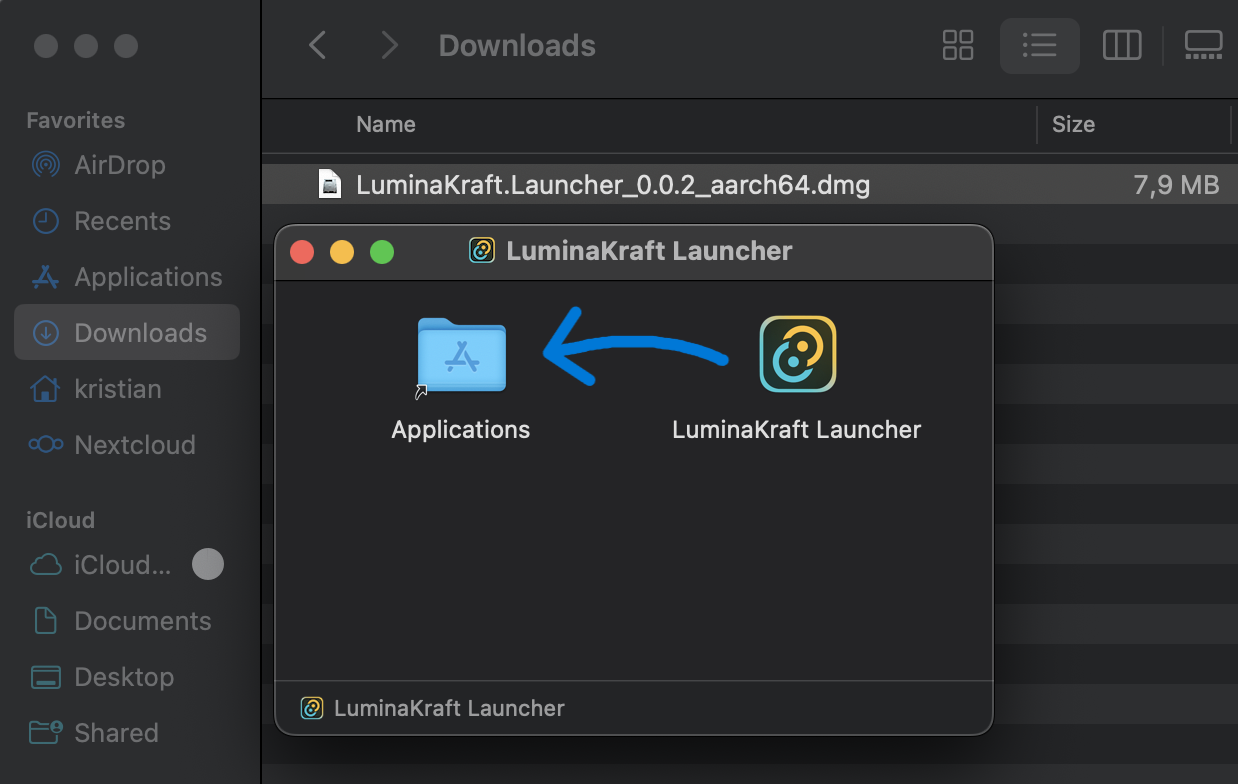 Downloads
Favorites
AirDrop
Recents
Applications
Downloads
kristian
Nextcloud
iCloud
iCloud...
Documents
Desktop
Shared
Name Size
LuminaKraft.Launcher_0.0.2_aarch64.dmg 7,9 MB
LuminaKraft Launcher
Applications LuminaKraft Launcher
LuminaKraft Launcher